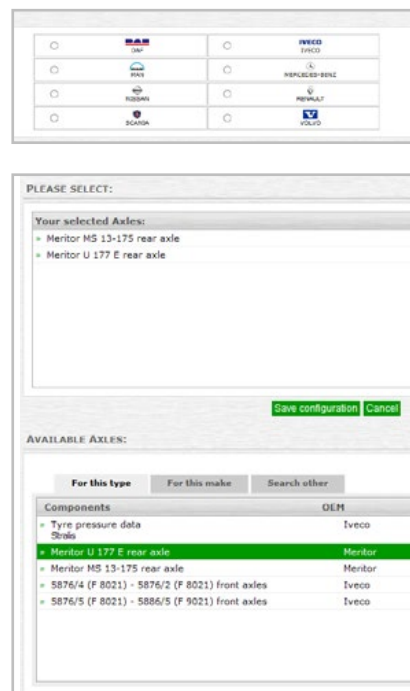 DAF
IVECO
IVECO
MAN
MERCEDES-BENZ
NISSAN
RENAULT
SCANIA
VOLVO
PLEASE SELECT:
Your selected Axles:
» Meritor MS 13-175 rear axle
» Meritor U 177 E rear axle
Save configuration Cancel
AVAILABLE AXLES:
For this type For this make Search other
Components OEM
» Tyre pressure data Iveco
Stralis
» Meritor U 177 E rear axle Meritor
» Meritor MS 13-175 rear axle Meritor
» 5876/4 (F 8021) - 5876/2 (F 8021) front axles Iveco
» 5876/5 (F 8021) - 5886/5 (F 9021) front axles Iveco